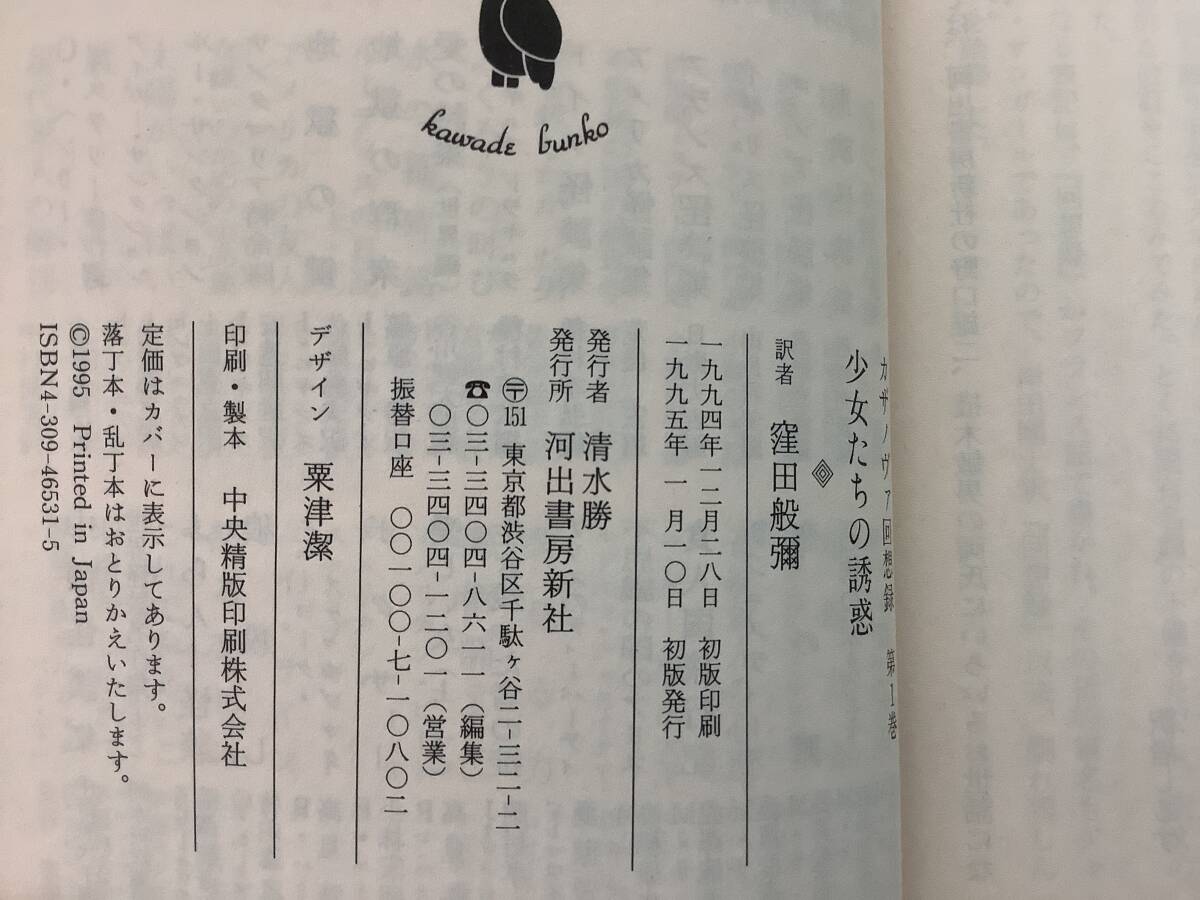 kawade bunko
カザノヴァ回想録 第1巻
少女たちの誘惑
訳者 窪田般彌
一九九四年一二月二八日 初版印刷
一九九五年 一 月一〇日 初版発行
発行者 清水勝
発行所 河出書房新社
〒151 東京都渋谷区千駄ヶ谷二-三二-二
☎〇三-三四〇四-八六一一(編集)
〇三-三四〇四-一二〇一(営業)
振替口座 〇〇一〇〇-七-一〇八〇二
デザイン 粟津潔
印刷・製本 中央精版印刷株式会社
定価はカバーに表示してあります。
落丁本・乱丁本はおとりかえいたします。
©1995 Printed in Japan
ISBN4-309-46531-5